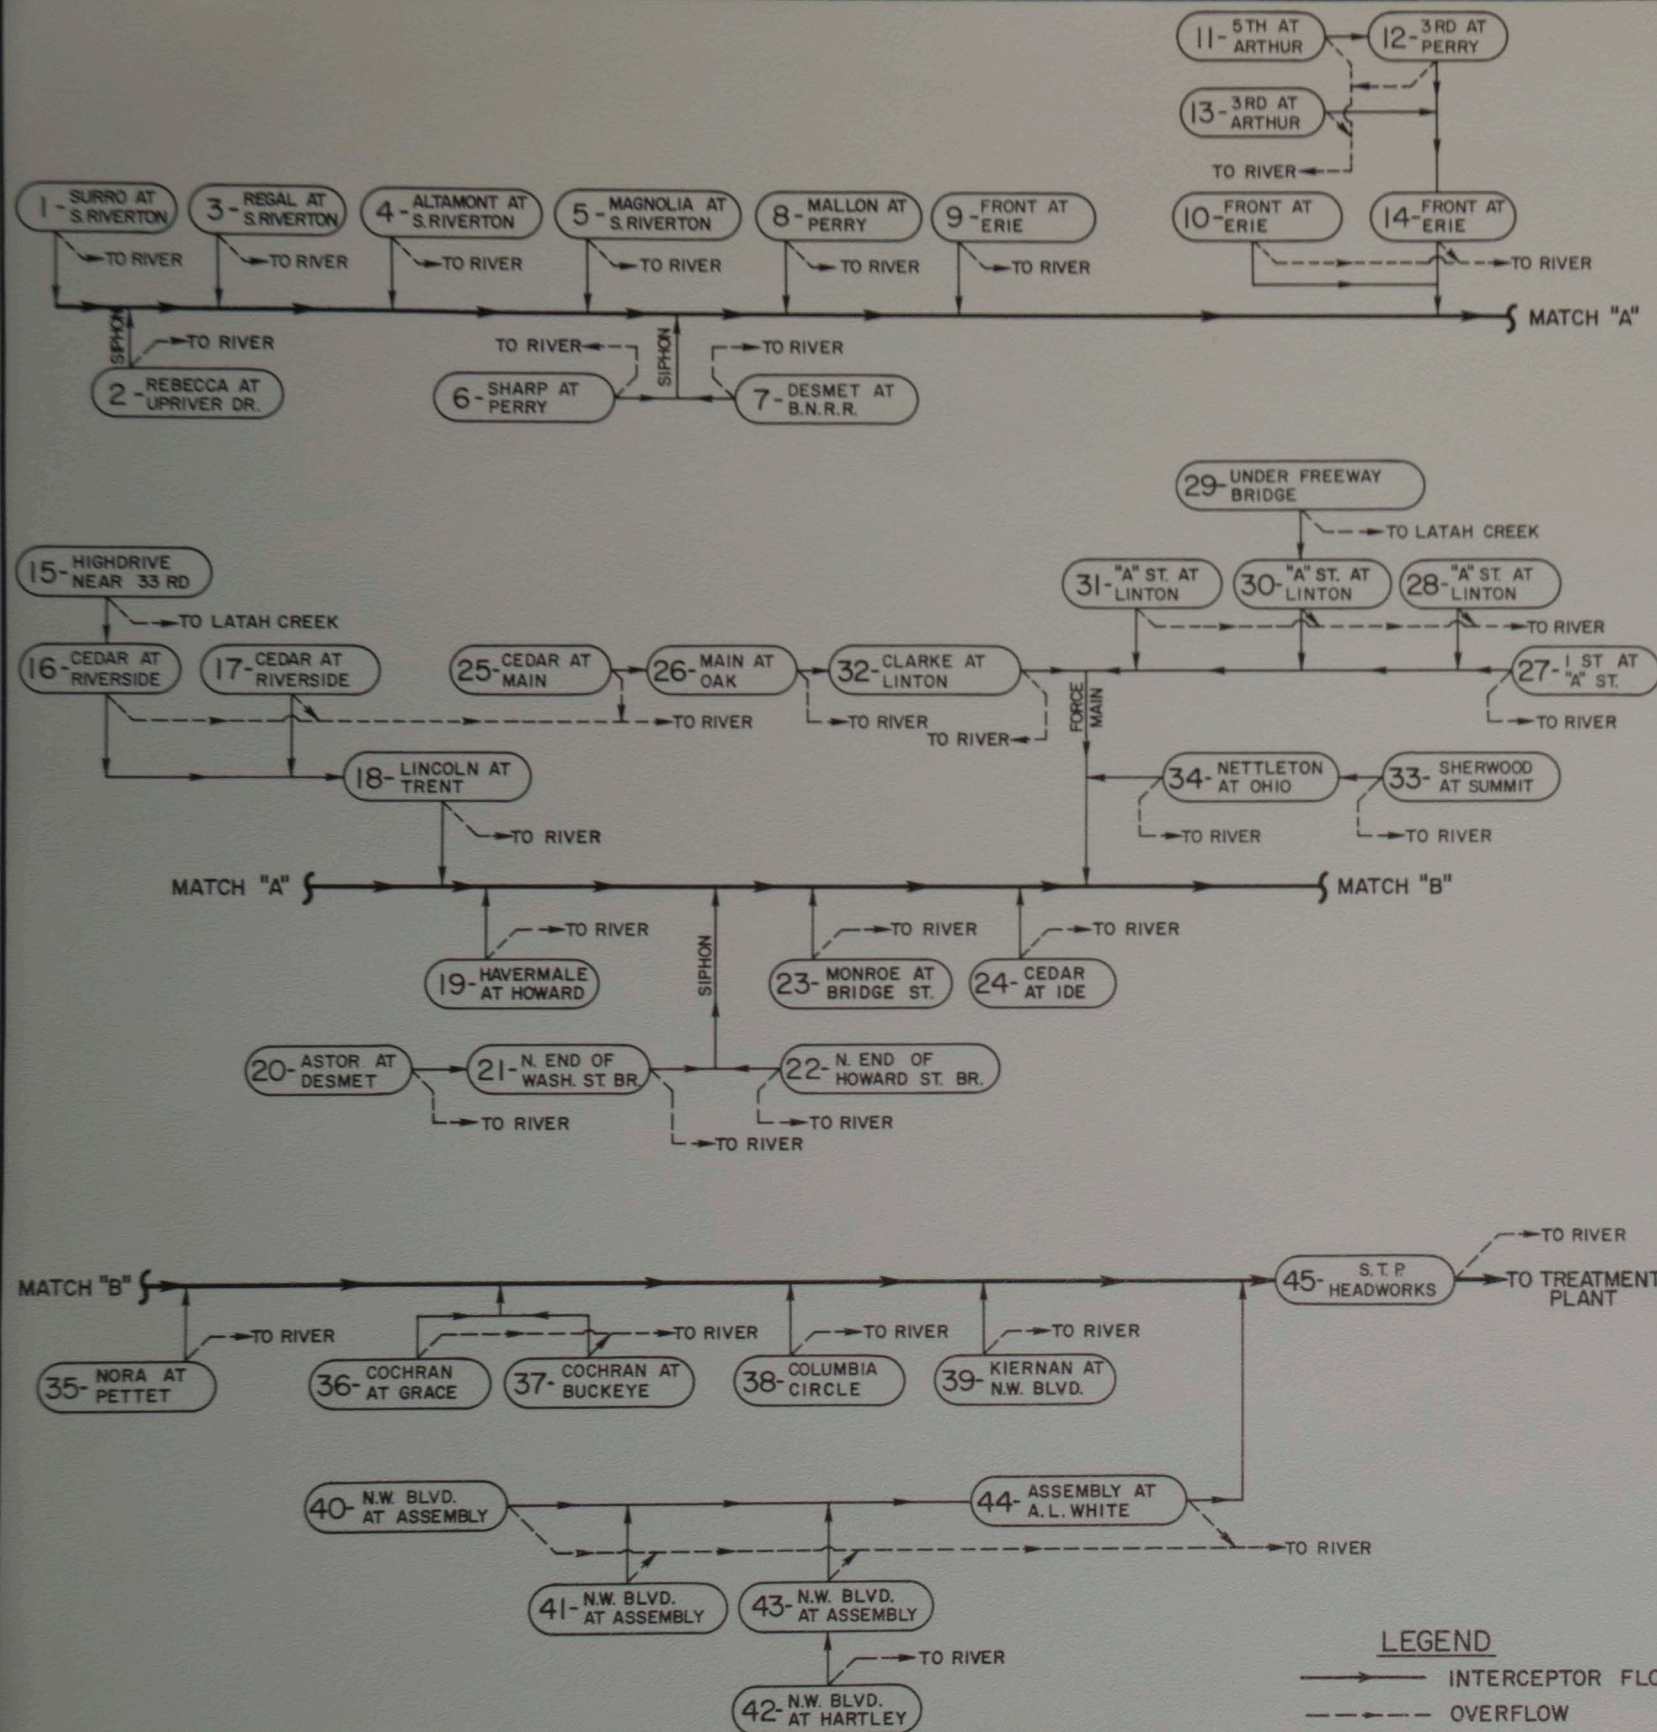 11- 5TH AT
ARTHUR
12- 3RD AT
PERRY
13- 3RD AT
ARTHUR
TO RIVER
1- SURRO AT
S. RIVERTON
3- REGAL AT
S. RIVERTON
4- ALTAMONT AT
S. RIVERTON
5- MAGNOLIA AT
S. RIVERTON
8- MALLON AT
PERRY
9- FRONT AT
ERIE
10- FRONT AT
ERIE
14- FRONT AT
ERIE
TO RIVER
TO RIVER
TO RIVER
TO RIVER
TO RIVER
TO RIVER
TO RIVER
MATCH "A"
SIPHON
TO RIVER
TO RIVER
SIPHON
TO RIVER
2- REBECCA AT
UPRIVER DR.
6- SHARP AT
PERRY
7- DESMET AT
B.N.R.R.
29- UNDER FREEWAY
BRIDGE
TO LATAH CREEK
15- HIGHDRIVE
NEAR 33 RD
TO LATAH CREEK
31- "A" ST. AT
LINTON
30- "A" ST. AT
LINTON
28- "A" ST. AT
LINTON
TO RIVER
16- CEDAR AT
RIVERSIDE
17- CEDAR AT
RIVERSIDE
25- CEDAR AT
MAIN
26- MAIN AT
OAK
32- CLARKE AT
LINTON
27- 1 ST AT
"A" ST.
TO RIVER
TO RIVER
TO RIVER
FORCE
MAIN
TO RIVER
18- LINCOLN AT
TRENT
34- NETTLETON
AT OHIO
33- SHERWOOD
AT SUMMIT
TO RIVER
TO RIVER
TO RIVER
MATCH "A"
MATCH "B"
TO RIVER
SIPHON
TO RIVER
TO RIVER
19- HAVERMALE
AT HOWARD
23- MONROE AT
BRIDGE ST.
24- CEDAR
AT IDE
20- ASTOR AT
DESMET
21- N. END OF
WASH. ST. BR.
22- N. END OF
HOWARD ST. BR.
TO RIVER
TO RIVER
TO RIVER
TO RIVER
MATCH "B"
45- S.T.P.
HEADWORKS
TO TREATMENT
PLANT
TO RIVER
TO RIVER
TO RIVER
TO RIVER
35- NORA AT
PETTET
36- COCHRAN
AT GRACE
37- COCHRAN AT
BUCKEYE
38- COLUMBIA
CIRCLE
39- KIERNAN AT
N.W. BLVD.
40- N.W. BLVD.
AT ASSEMBLY
44- ASSEMBLY AT
A.L. WHITE
TO RIVER
41- N.W. BLVD.
AT ASSEMBLY
43- N.W. BLVD.
AT ASSEMBLY
TO RIVER
42- N.W. BLVD.
AT HARTLEY
LEGEND
INTERCEPTOR FLO
OVERFLOW